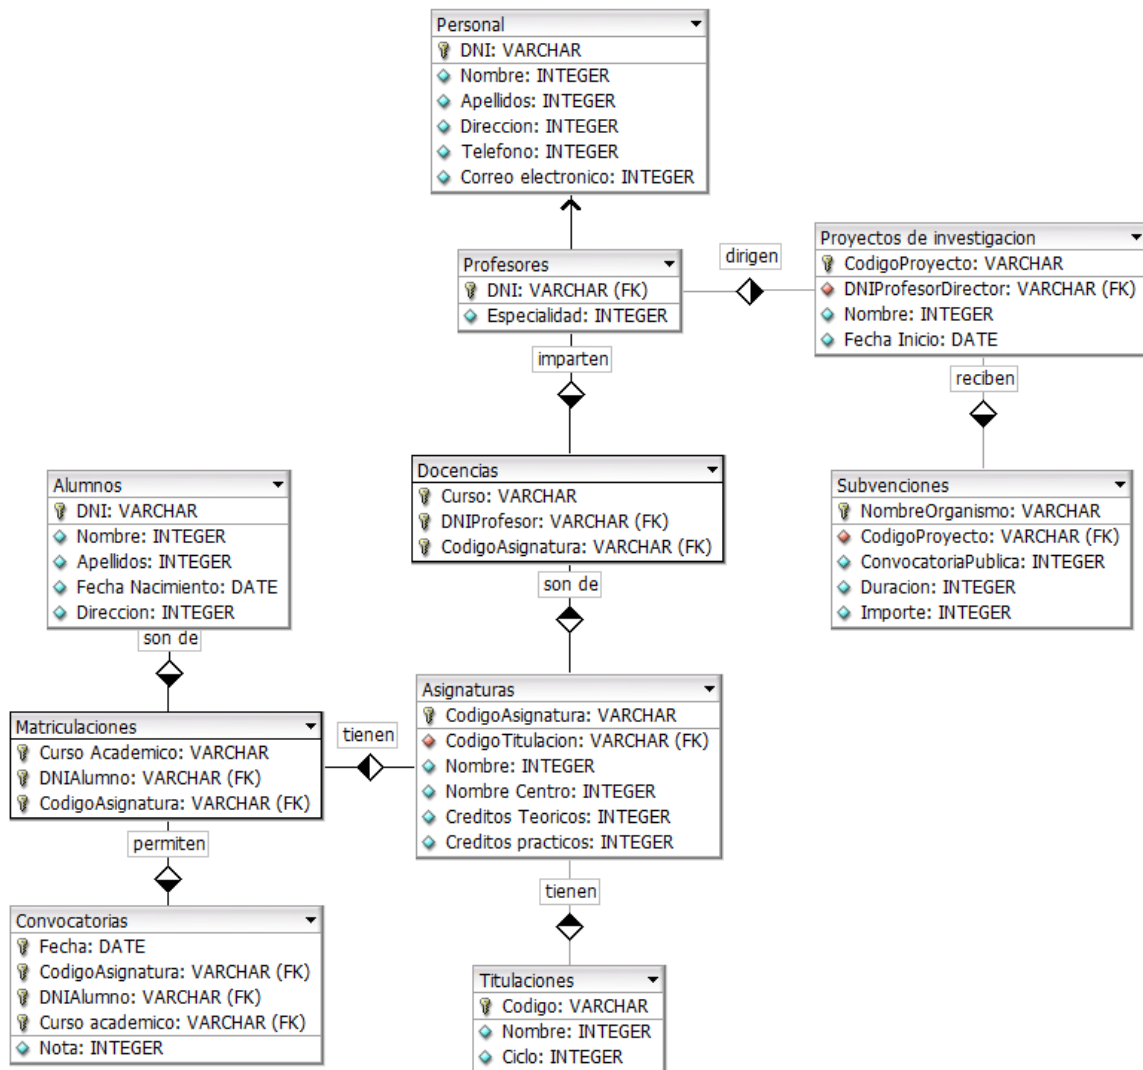 Personal
DNI: VARCHAR
Nombre: INTEGER
Apellidos: INTEGER
Direccion: INTEGER
Telefono: INTEGER
Correo electronico: INTEGER
Profesores
DNI: VARCHAR (FK)
Especialidad: INTEGER
dirigen
Proyectos de investigacion
CodigoProyecto: VARCHAR
DNIProfesorDirector: VARCHAR (FK)
Nombre: INTEGER
Fecha Inicio: DATE
imparten
reciben
Docencias
Curso: VARCHAR
DNIProfesor: VARCHAR (FK)
CodigoAsignatura: VARCHAR (FK)
Subvenciones
NombreOrganismo: VARCHAR
CodigoProyecto: VARCHAR (FK)
ConvocatoriaPublica: INTEGER
Duracion: INTEGER
Importe: INTEGER
Alumnos
DNI: VARCHAR
Nombre: INTEGER
Apellidos: INTEGER
Fecha Nacimiento: DATE
Direccion: INTEGER
son de
son de
Matriculaciones
Curso Academico: VARCHAR
DNIAlumno: VARCHAR (FK)
CodigoAsignatura: VARCHAR (FK)
tienen
Asignaturas
CodigoAsignatura: VARCHAR
CodigoTitulacion: VARCHAR (FK)
Nombre: INTEGER
Nombre Centro: INTEGER
Creditos Teoricos: INTEGER
Creditos practicos: INTEGER
permiten
tienen
Convocatorias
Fecha: DATE
CodigoAsignatura: VARCHAR (FK)
DNIAlumno: VARCHAR (FK)
Curso academico: VARCHAR (FK)
Nota: INTEGER
Titulaciones
Codigo: VARCHAR
Nombre: INTEGER
Ciclo: INTEGER